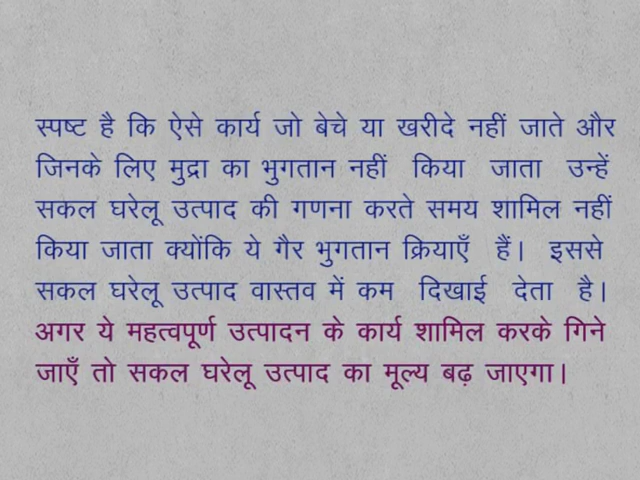 स्पष्ट है कि ऐसे कार्य जो बेचे या खरीदे नहीं जाते और
जिनके लिए मुद्रा का भुगतान नहीं किया जाता उन्हें
सकल घरेलू उत्पाद की गणना करते समय शामिल नहीं
किया जाता क्योंकि ये गैर भुगतान क्रियाएँ हैं। इससे
सकल घरेलू उत्पाद वास्तव में कम दिखाई देता है।
अगर ये महत्वपूर्ण उत्पादन के कार्य शामिल करके गिने
जाएँ तो सकल घरेलू उत्पाद का मूल्य बढ़ जाएगा।